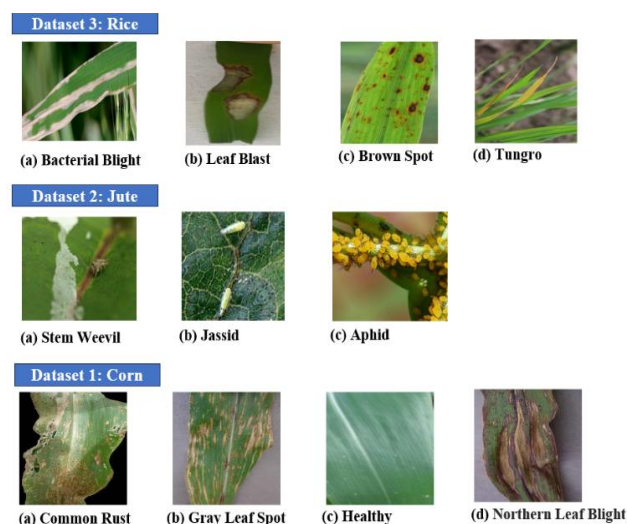 Dataset 3: Rice
(a) Bacterial Blight
(b) Leaf Blast
(c) Brown Spot
(d) Tungro
Dataset 2: Jute
(a) Stem Weevil
(b) Jassid
(c) Aphid
Dataset 1: Corn
(a) Common Rust
(b) Gray Leaf Spot
(c) Healthy
(d) Northern Leaf Blight